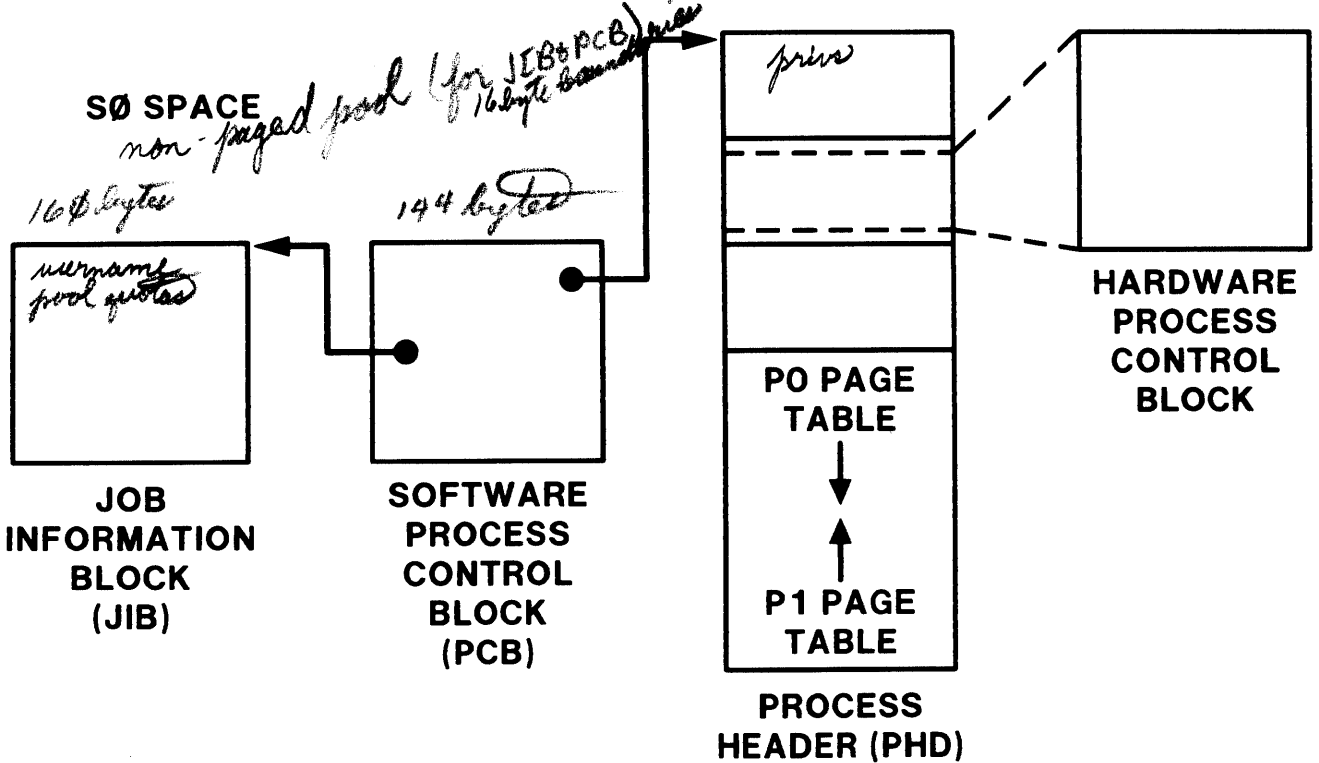 SØ SPACE
non-paged pool (for JIB & PCB)
16 byte boundaries
privs
16Ø bytes
144 bytes
username
pool quotas
JOB
INFORMATION
BLOCK
(JIB)
SOFTWARE
PROCESS
CONTROL
BLOCK
(PCB)
P0 PAGE
TABLE
P1 PAGE
TABLE
PROCESS
HEADER (PHD)
HARDWARE
PROCESS
CONTROL
BLOCK